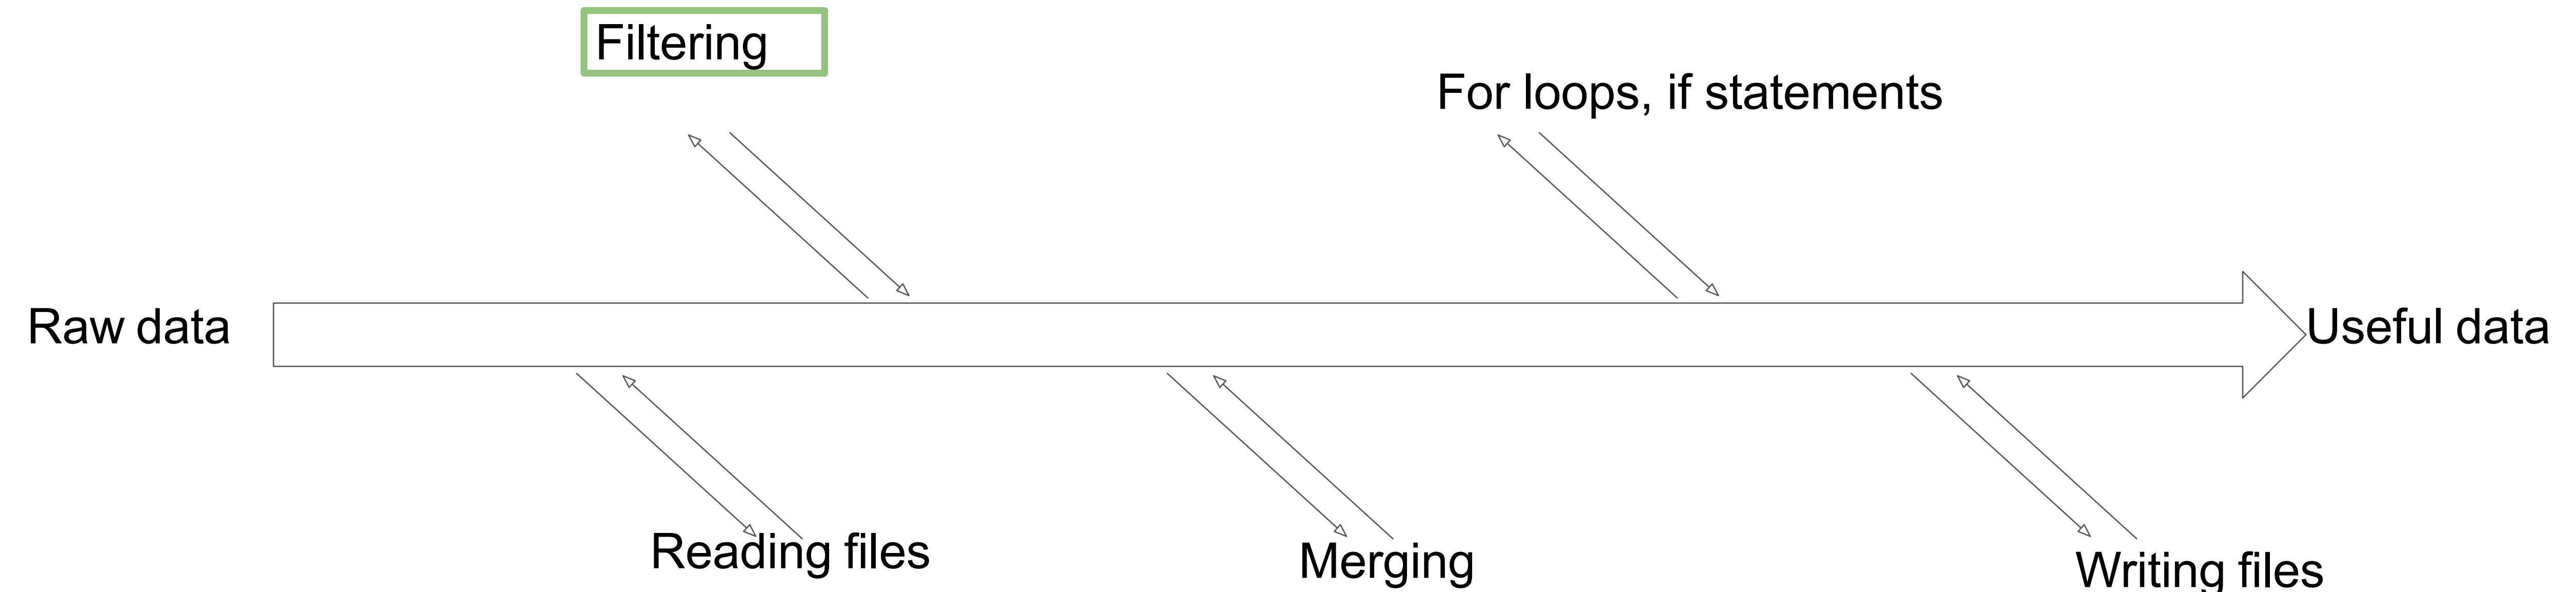 Filtering
For loops, if statements
Raw data
Useful data
Reading files
Merging
Writing files